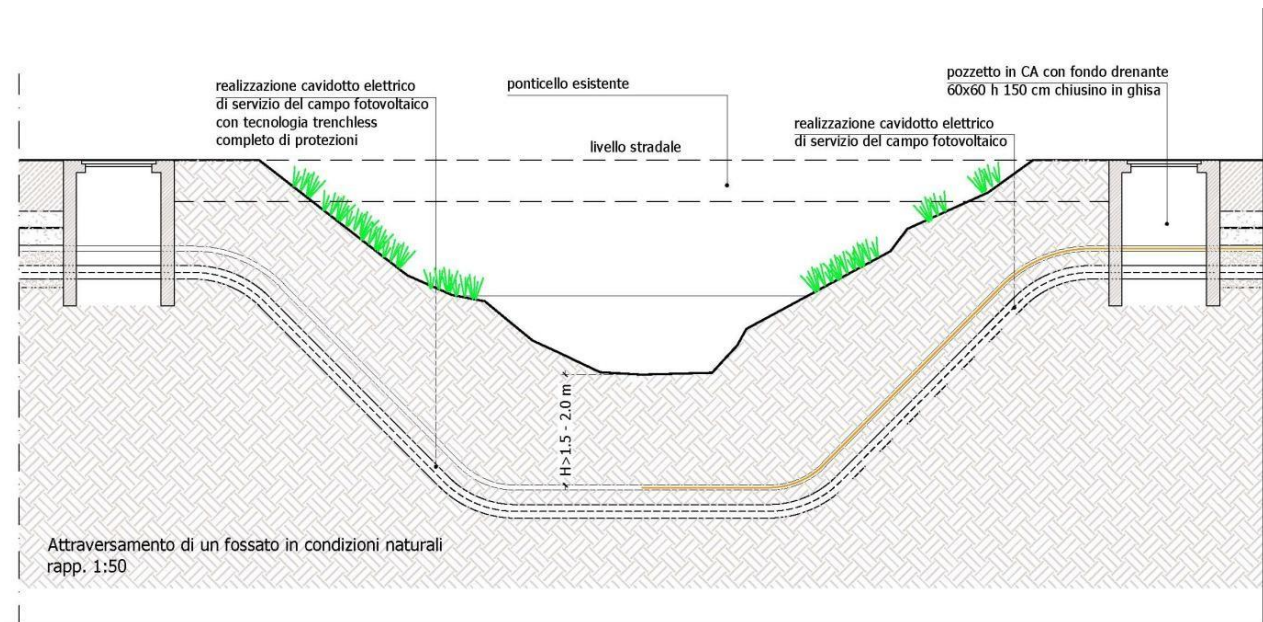 realizzazione cavidotto elettrico
di servizio del campo fotovoltaico
con tecnologia trenchless
completo di protezioni
ponticello esistente
livello stradale
pozzetto in CA con fondo drenante
60x60 h 150 cm chiusino in ghisa
realizzazione cavidotto elettrico
di servizio del campo fotovoltaico
H>1.5 - 2.0 m
Attraversamento di un fossato in condizioni naturali
rapp. 1:50